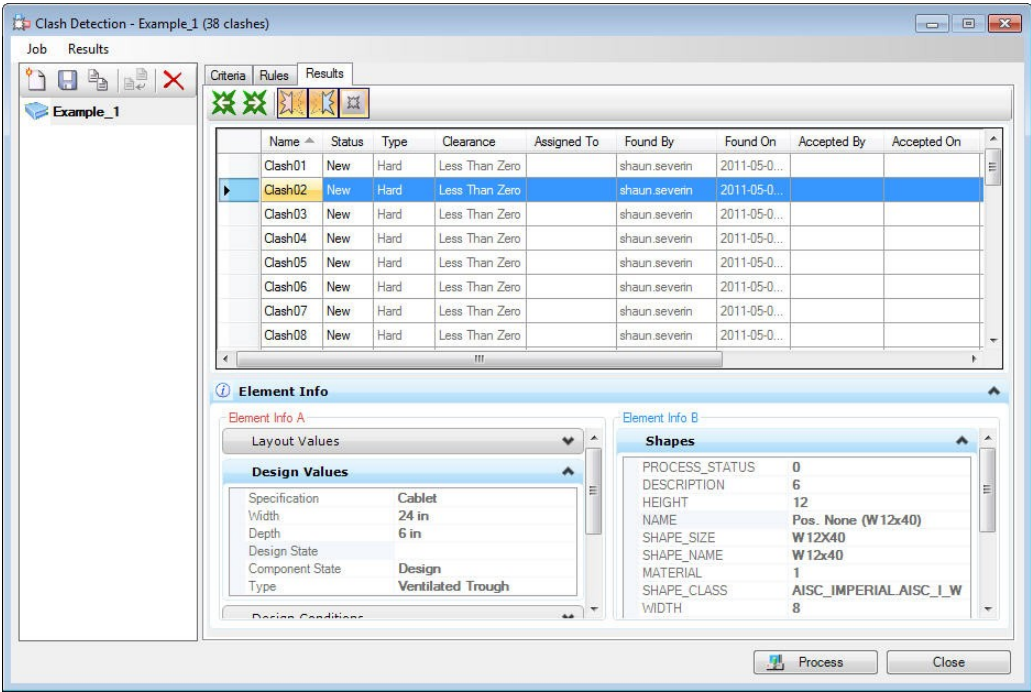 Clash Detection - Example_1 (38 clashes)
Job Results
Example_1
Criteria Rules Results
Name Status Type Clearance Assigned To Found By Found On Accepted By Accepted On
Clash01 New Hard Less Than Zero shaun.severin 2011-05-0...
Clash02 New Hard Less Than Zero shaun.severin 2011-05-0...
Clash03 New Hard Less Than Zero shaun.severin 2011-05-0...
Clash04 New Hard Less Than Zero shaun.severin 2011-05-0...
Clash05 New Hard Less Than Zero shaun.severin 2011-05-0...
Clash06 New Hard Less Than Zero shaun.severin 2011-05-0...
Clash07 New Hard Less Than Zero shaun.severin 2011-05-0...
Clash08 New Hard Less Than Zero shaun.severin 2011-05-0...
Element Info
Element Info A
Layout Values
Design Values
Specification Cablet
Width 24 in
Depth 6 in
Design State
Component State Design
Type Ventilated Trough
Design Conditions
Element Info B
Shapes
PROCESS_STATUS 0
DESCRIPTION 6
HEIGHT 12
NAME Pos. None (W12x40)
SHAPE_SIZE W12X40
SHAPE_NAME W12x40
MATERIAL 1
SHAPE_CLASS AISC_IMPERIAL.AISC_I_W
WIDTH 8
Process Close